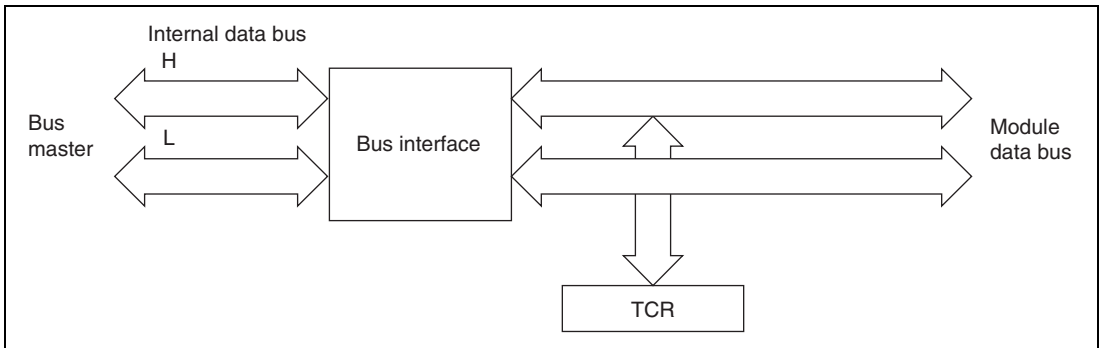 Internal data bus
H
Bus
master
L
Bus interface
Module
data bus
TCR